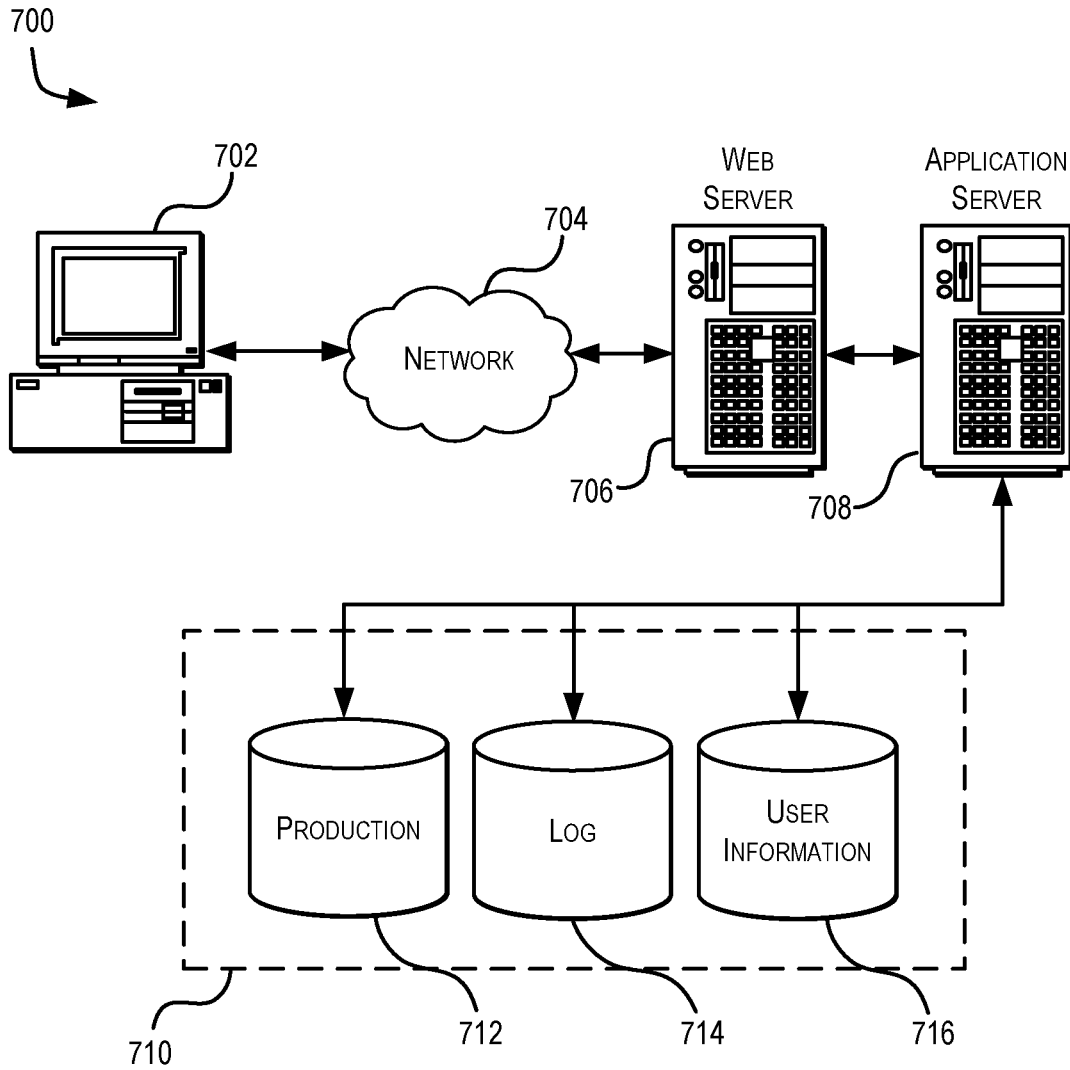 700
702
WEB
SERVER
APPLICATION
SERVER
704
NETWORK
706
708
PRODUCTION
LOG
USER
INFORMATION
710
712
714
716